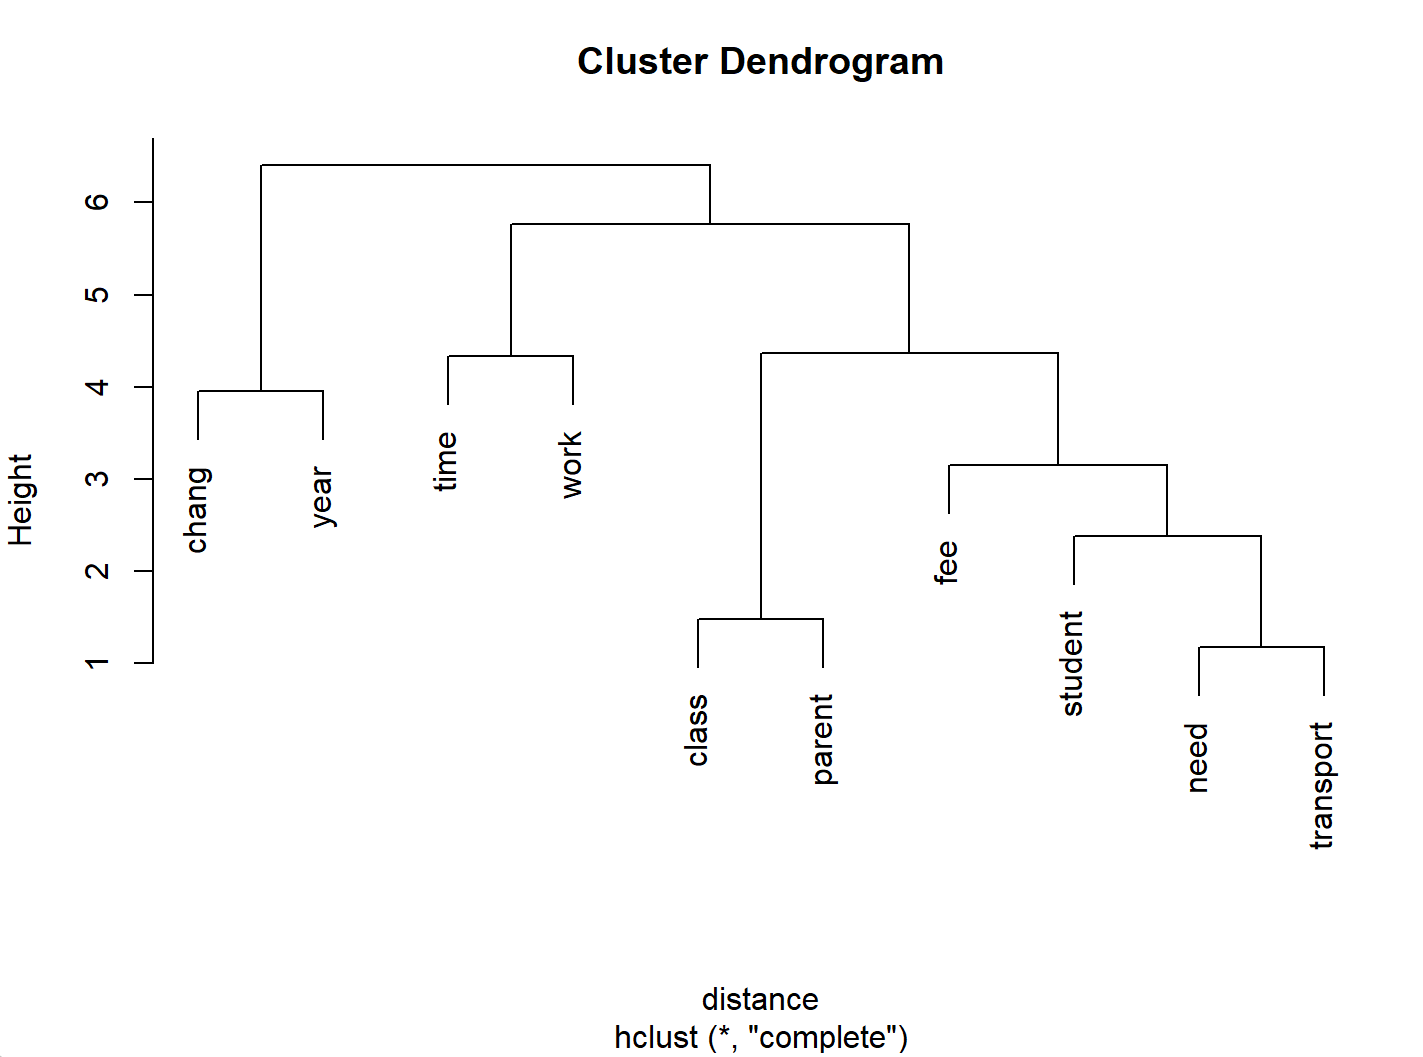 Cluster Dendrogram
Height
6
5
4
3
2
1
chang
year
time
work
class
parent
fee
student
need
transport
distance
hclust (*, "complete")